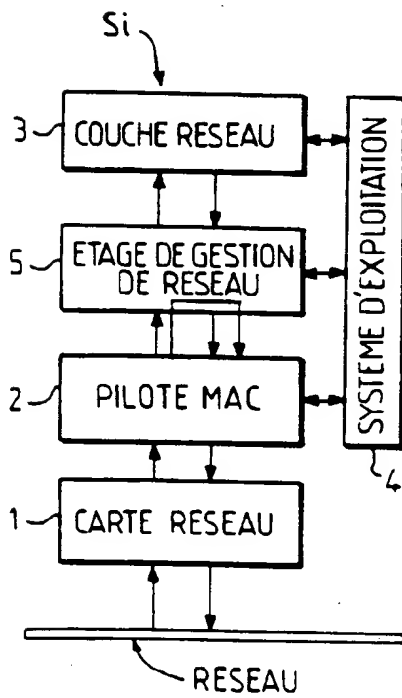 Si
3 COUCHE RESEAU
5 ETAGE DE GESTION
DE RESEAU
2 PILOTE MAC
1 CARTE RESEAU
SYSTEME D'EXPLOITATION
4
RESEAU